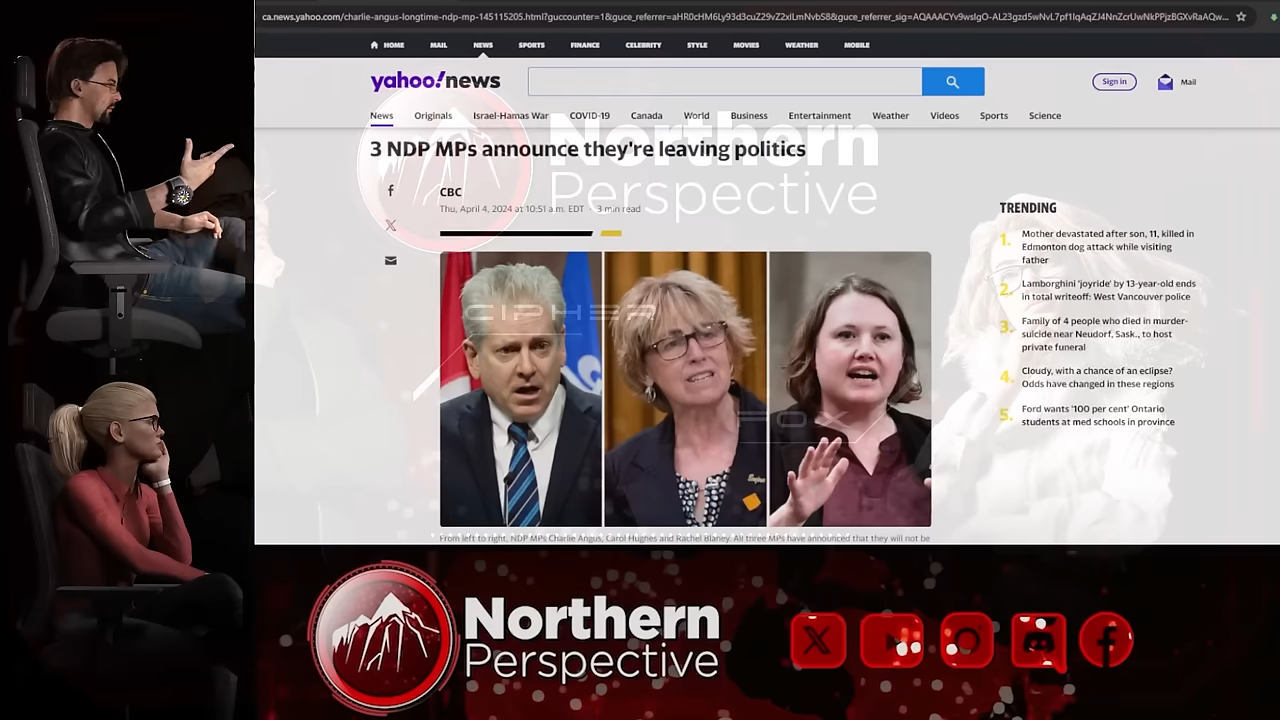 ca.news.yahoo.com/charlie-angus-longtime-ndp-mp-145115205.html?guccounter=1&guce_referrer=aHR0cHM6Ly93d3cuZ29vZ2xlLmNvbS8&guce_referrer_sig=
HOME MAIL NEWS SPORTS FINANCE CELEBRITY STYLE MOVIES WEATHER MOBILE
yahoo!news
Sign in
Mail
News Originals Israel-Hamas War COVID-19 Canada World Business Entertainment Weather Videos Sports Science
Northern
Perspective
3 NDP MPs announce they're leaving politics
CBC
Thu, April 4, 2024 at 10:51 a.m. EDT · 3 min read
CIPH3R
FOX
From left to right, NDP MPs Charlie Angus, Carol Hughes and Rachel Blaney. All three MPs have announced that they will not be
TRENDING
1. Mother devastated after son, 11, killed in
Edmonton dog attack while visiting
father
2. Lamborghini 'joyride' by 13-year-old ends
in total writeoff: West Vancouver police
3. Family of 4 people who died in murder-
suicide near Neudorf, Sask., to host
private funeral
4. Cloudy, with a chance of an eclipse?
Odds have changed in these regions
5. Ford wants '100 per cent' Ontario
students at med schools in province
Northern
Perspective